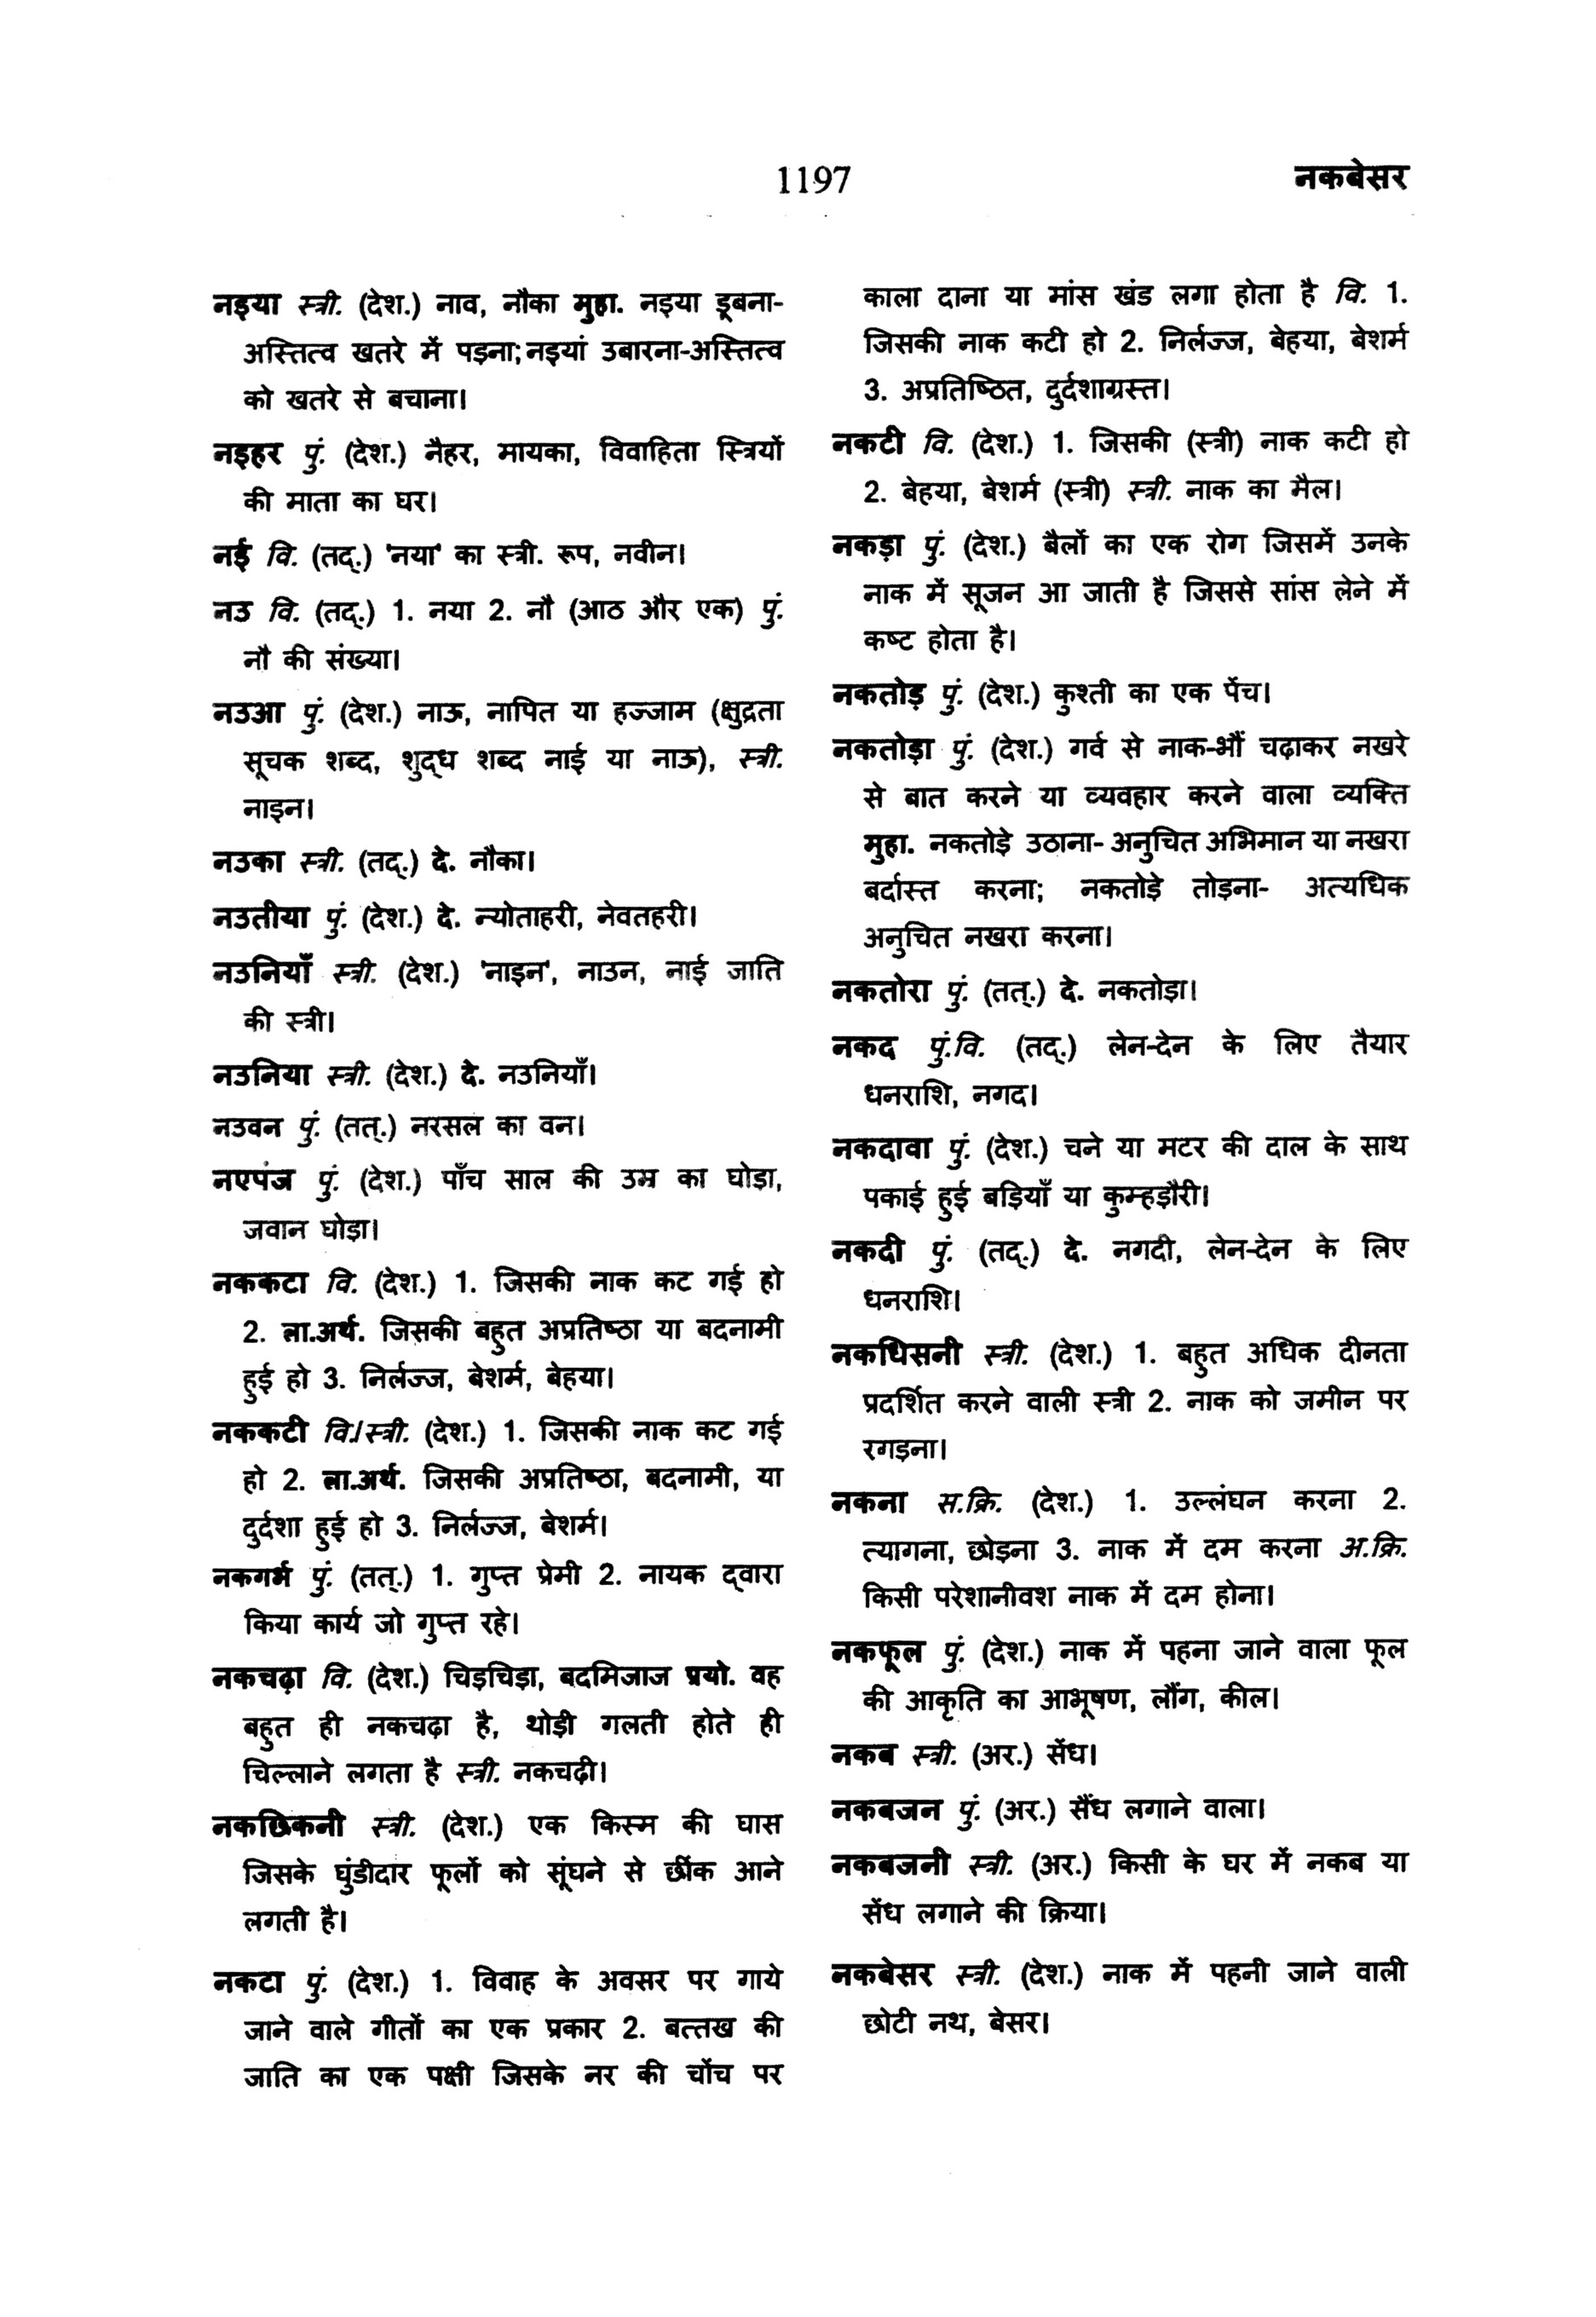 1197
नकबेसर
नइया स्त्री. (देश.) नाव, नौका मुहा. नइया डूबना-
अस्तित्व खतरे में पड़ना; नइयां उबारना-अस्तित्व
को खतरे से बचाना।
नइहर पुं. (देश.) नैहर, मायका, विवाहिता स्त्रियों
की माता का घर।
नई वि. (तद्.) 'नया' का स्त्री. रूप, नवीन।
नउ वि. (तद्.) 1. नया 2. नौ (आठ और एक) पुं.
नौ की संख्या।
नउआ पुं. (देश.) नाऊ, नापित या हज्जाम (क्षुद्रता
सूचक शब्द, शुद्ध शब्द नाई या नाऊ), स्त्री.
नाइन।
नउका स्त्री. (तद्.) दे. नौका।
नउतीया पुं. (देश.) दे. न्योताहरी, नेवतहरी।
नउनियाँ स्त्री. (देश.) 'नाइन', नाउन, नाई जाति
की स्त्री।
नउनिया स्त्री. (देश.) दे. नउनियाँ।
नउवन पुं. (तत्.) नरसल का वन।
नएपंज पुं. (देश.) पाँच साल की उम्र का घोड़ा,
जवान घोड़ा।
नककटा वि. (देश.) 1. जिसकी नाक कट गई हो
2. ला.अर्थ. जिसकी बहुत अप्रतिष्ठा या बदनामी
हुई हो 3. निर्लज्ज, बेशर्म, बेहया।
नककटी वि./स्त्री. (देश.) 1. जिसकी नाक कट गई
हो 2. ला.अर्थ. जिसकी अप्रतिष्ठा, बदनामी, या
दुर्दशा हुई हो 3. निर्लज्ज, बेशर्म।
नकगर्भ पुं. (तत्.) 1. गुप्त प्रेमी 2. नायक द्वारा
किया कार्य जो गुप्त रहे।
नकचढ़ा वि. (देश.) चिड़चिड़ा, बदमिजाज प्रयो. वह
बहुत ही नकचढ़ा है, थोड़ी गलती होते ही
चिल्लाने लगता है स्त्री. नकचढ़ी।
नकछिकनी स्त्री. (देश.) एक किस्म की घास
जिसके घुंडीदार फूलों को सूंघने से छींक आने
लगती है।
नकटा पुं. (देश.) 1. विवाह के अवसर पर गाये
जाने वाले गीतों का एक प्रकार 2. बत्तख की
जाति का एक पक्षी जिसके नर की चोंच पर
काला दाना या मांस खंड लगा होता है वि. 1.
जिसकी नाक कटी हो 2. निर्लज्ज, बेहया, बेशर्म
3. अप्रतिष्ठित, दुर्दशाग्रस्त।
नकटी वि. (देश.) 1. जिसकी (स्त्री) नाक कटी हो
2. बेहया, बेशर्म (स्त्री) स्त्री. नाक का मैल।
नकड़ा पुं. (देश.) बैलों का एक रोग जिसमें उनके
नाक में सूजन आ जाती है जिससे सांस लेने में
कष्ट होता है।
नकतोड़ पुं. (देश.) कुश्ती का एक पेंच।
नकतोड़ा पुं. (देश.) गर्व से नाक-भौं चढ़ाकर नखरे
से बात करने या व्यवहार करने वाला व्यक्ति
मुहा. नकतोड़े उठाना- अनुचित अभिमान या नखरा
बर्दास्त करना; नकतोड़े तोड़ना- अत्यधिक
अनुचित नखरा करना।
नकतोरा पुं. (तत्.) दे. नकतोड़ा।
नकद पुं.वि. (तद्.) लेन-देन के लिए तैयार
धनराशि, नगद।
नकदावा पुं. (देश.) चने या मटर की दाल के साथ
पकाई हुई बड़ियाँ या कुम्हड़ौरी।
नकदी पुं. (तद्.) दे. नगदी, लेन-देन के लिए
धनराशि।
नकधिसनी स्त्री. (देश.) 1. बहुत अधिक दीनता
प्रदर्शित करने वाली स्त्री 2. नाक को जमीन पर
रगड़ना।
नकना स.क्रि. (देश.) 1. उल्लंघन करना 2.
त्यागना, छोड़ना 3. नाक में दम करना अ.क्रि.
किसी परेशानीवश नाक में दम होना।
नकफूल पुं. (देश.) नाक में पहना जाने वाला फूल
की आकृति का आभूषण, लौंग, कील।
नकब स्त्री. (अर.) सेंध।
नकबजन पुं. (अर.) सैंध लगाने वाला।
नकबजनी स्त्री. (अर.) किसी के घर में नकब या
सेंध लगाने की क्रिया।
नकबेसर स्त्री. (देश.) नाक में पहनी जाने वाली
छोटी नथ, बेसर।